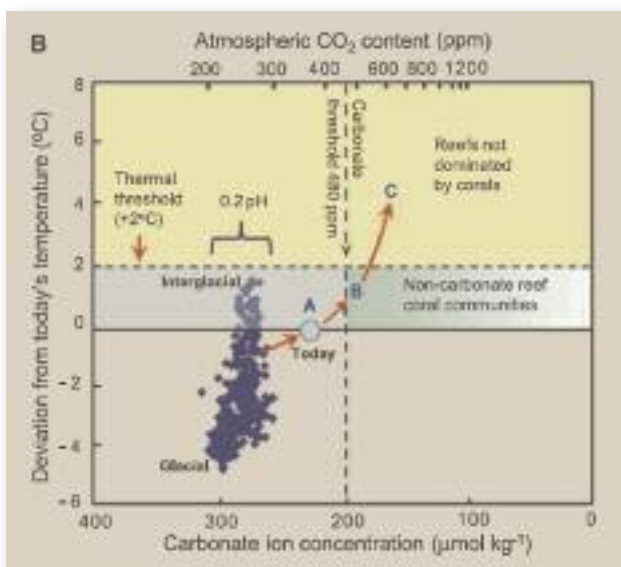 B
Atmospheric CO₂ content (ppm)
200 300 400 600 800 1200
Deviation from today's temperature (ºC)
8
6
4
2
0
-2
-4
-6
Thermal
threshold
(+2ºC)
0.2 pH
Carbonate
threshold 480 ppm
Reefs not
dominated
by corals
C
Interglacial
A
B
Non-carbonate reef
coral communities
Today
Glacial
400 300 200 100 0
Carbonate ion concentration (µmol kg⁻¹)